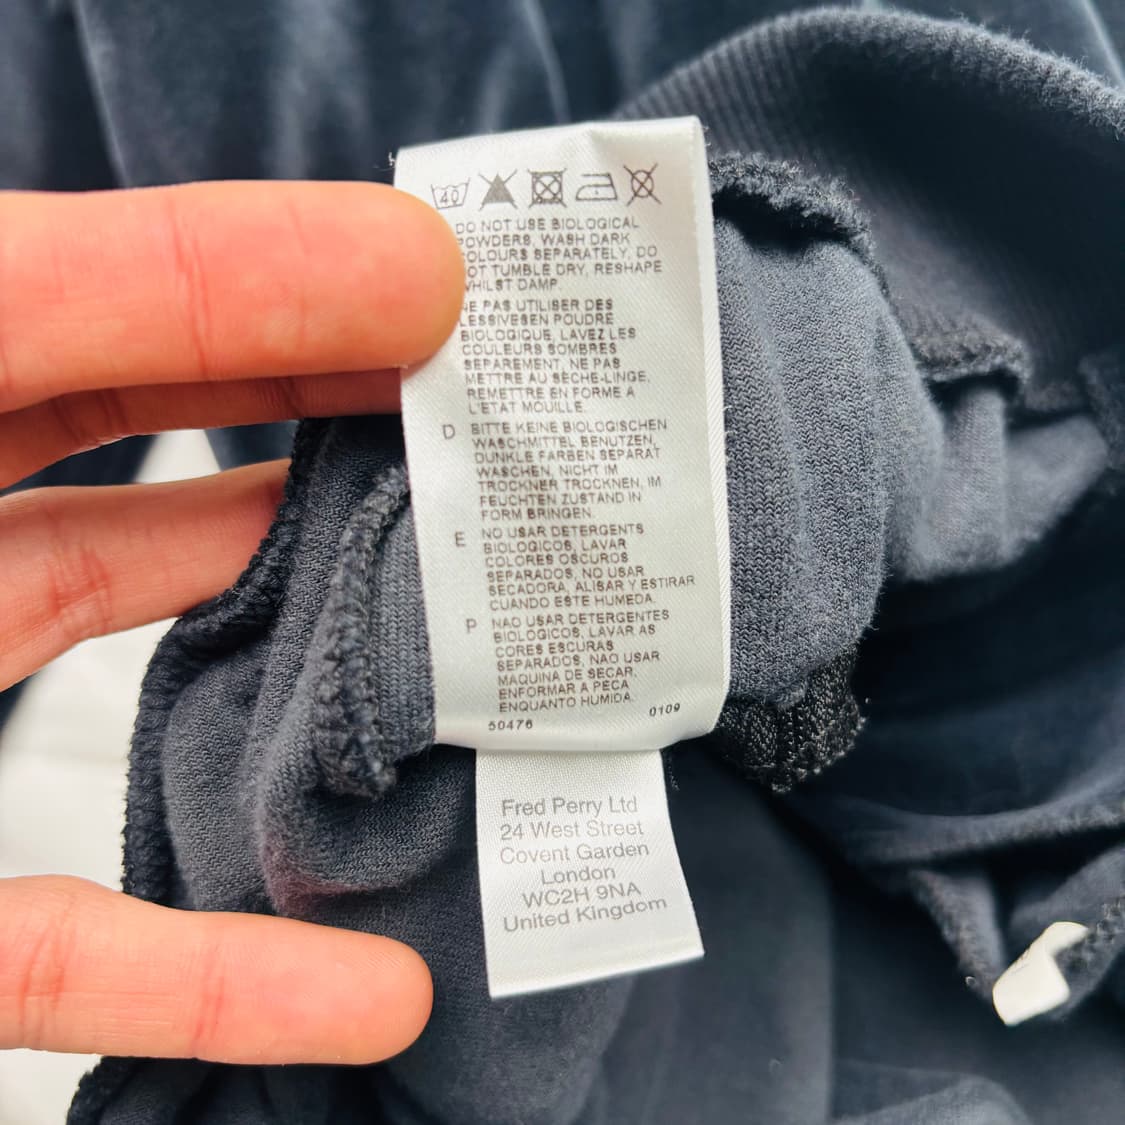 40
DO NOT USE BIOLOGICAL
POWDERS, WASH DARK
COLOURS SEPARATELY, DO
NOT TUMBLE DRY, RESHAPE
WHILST DAMP.
NE PAS UTILISER DES
LESSIVESEN POUDRE
BIOLOGIQUE, LAVEZ LES
COULEURS SOMBRES
SEPAREMENT, NE PAS
METTRE AU SECHE-LINGE,
REMETTRE EN FORME A
L'ETAT MOUILLE.
D BITTE KEINE BIOLOGISCHEN
WASCHMITTEL BENUTZEN,
DUNKLE FARBEN SEPARAT
WASCHEN, NICHT IM
TROCKNER TROCKNEN, IM
FEUCHTEN ZUSTAND IN
FORM BRINGEN.
E NO USAR DETERGENTS
BIOLOGICOS, LAVAR
COLORES OSCUROS
SEPARADOS, NO USAR
SECADORA, ALISAR Y ESTIRAR
CUANDO ESTE HUMEDA.
P NAO USAR DETERGENTES
BIOLOGICOS, LAVAR AS
CORES ESCURAS
SEPARADOS, NAO USAR
MAQUINA DE SECAR.
ENFORMAR A PECA
ENQUANTO HUMIDA.
50476 0109
Fred Perry Ltd
24 West Street
Covent Garden
London
WC2H 9NA
United Kingdom